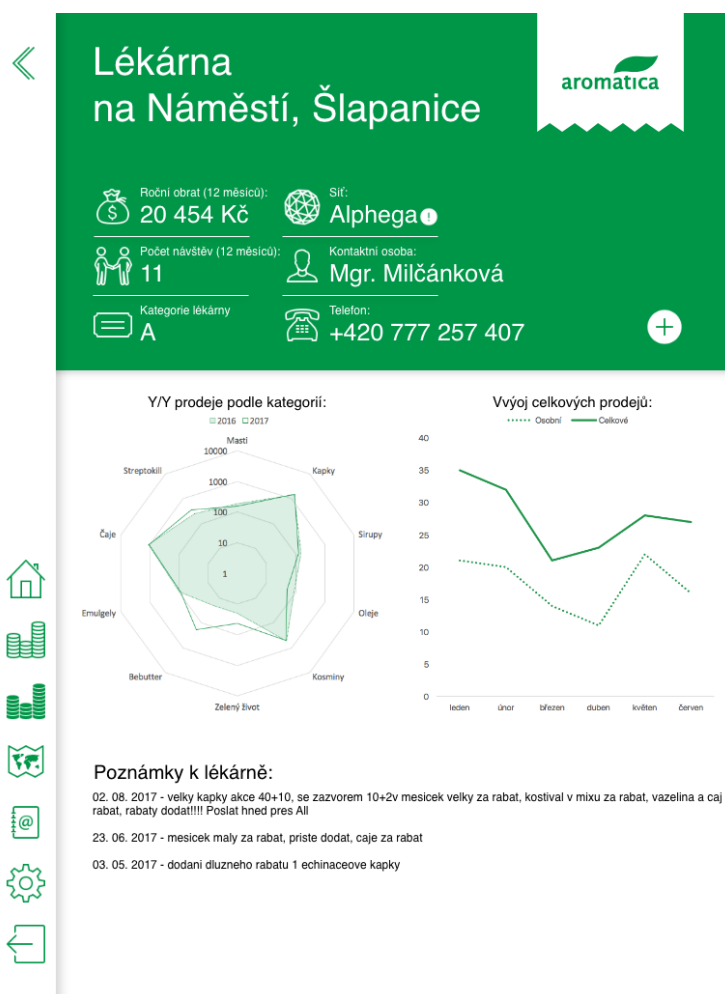 Lékárna
na Náměstí, Šlapanice
aromatica
Roční obrat (12 měsíců):
20 454 Kč
Síť:
Alphega
Počet návštěv (12 měsíců):
11
Kontaktní osoba:
Mgr. Milčánková
Kategorie lékárny
A
Telefon:
+420 777 257 407
Y/Y prodeje podle kategorií:
2016 2017
Mastí
Kapky
Sirupy
Oleje
Kosminy
Zelený život
Bebutter
Emulgely
Čaje
Streptokill
10000
1000
100
10
1
Vvýoj celkových prodejů:
Osobní Celkové
40
35
30
25
20
15
10
5
0
leden únor březen duben květen červen
Poznámky k lékárně:
02. 08. 2017 - velky kapky akce 40+10, se zazvorem 10+2v mesicek velky za rabat, kostival v mixu za rabat, vazelina a caj
rabat, rabaty dodat!!!! Poslat hned pres All
23. 06. 2017 - mesicek maly za rabat, priste dodat, caje za rabat
03. 05. 2017 - dodani dluzneho rabatu 1 echinaceove kapky